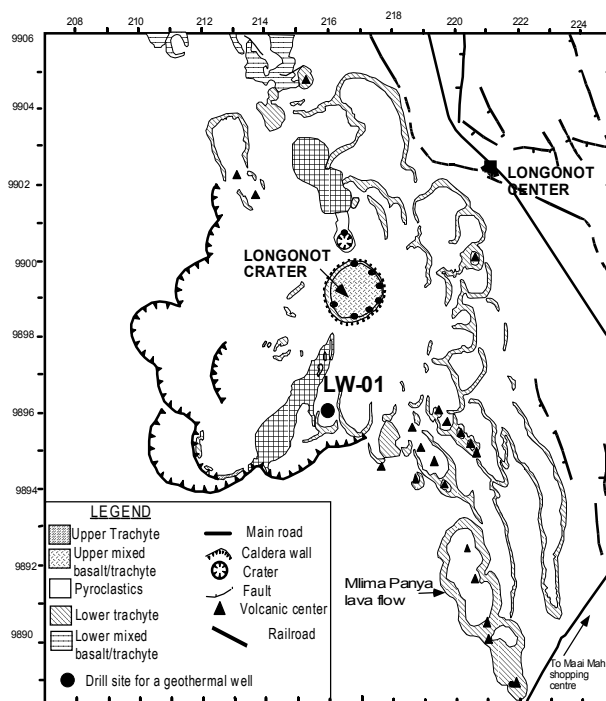 208 210 212 214 216 218 220 222 224
9906
9904
9902
9900
9898
9896
9894
9892
9890
LONGONOT
CENTER
LONGONOT
CRATER
LW-01
Mlima Panya
lava flow
To Maai Mah
shopping
centre
LEGEND
Upper Trachyte
Upper mixed
basalt/trachyte
Pyroclastics
Lower trachyte
Lower mixed
basalt/trachyte
Main road
Caldera wall
Crater
Fault
Volcanic center
Railroad
Drill site for a geothermal well